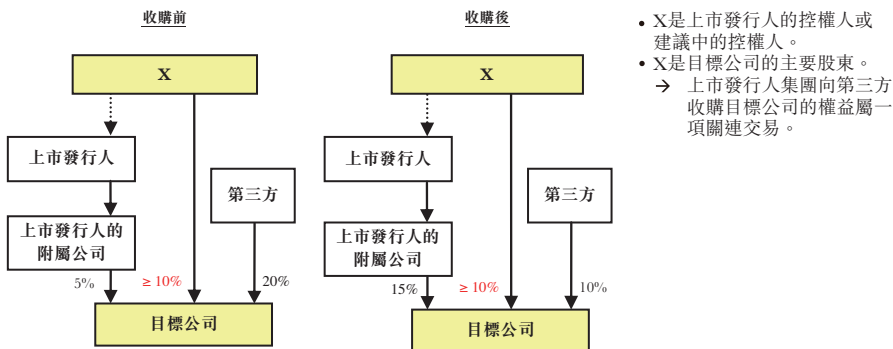 收購前
X
上市發行人
第三方
上市發行人的
附屬公司
5%
≥ 10%
20%
目標公司
收購後
X
上市發行人
第三方
上市發行人的
附屬公司
15%
≥ 10%
10%
目標公司
• X是上市發行人的控權人或
建議中的控權人。
• X是目標公司的主要股東。
→ 上市發行人集團向第三方
收購目標公司的權益屬一
項關連交易。